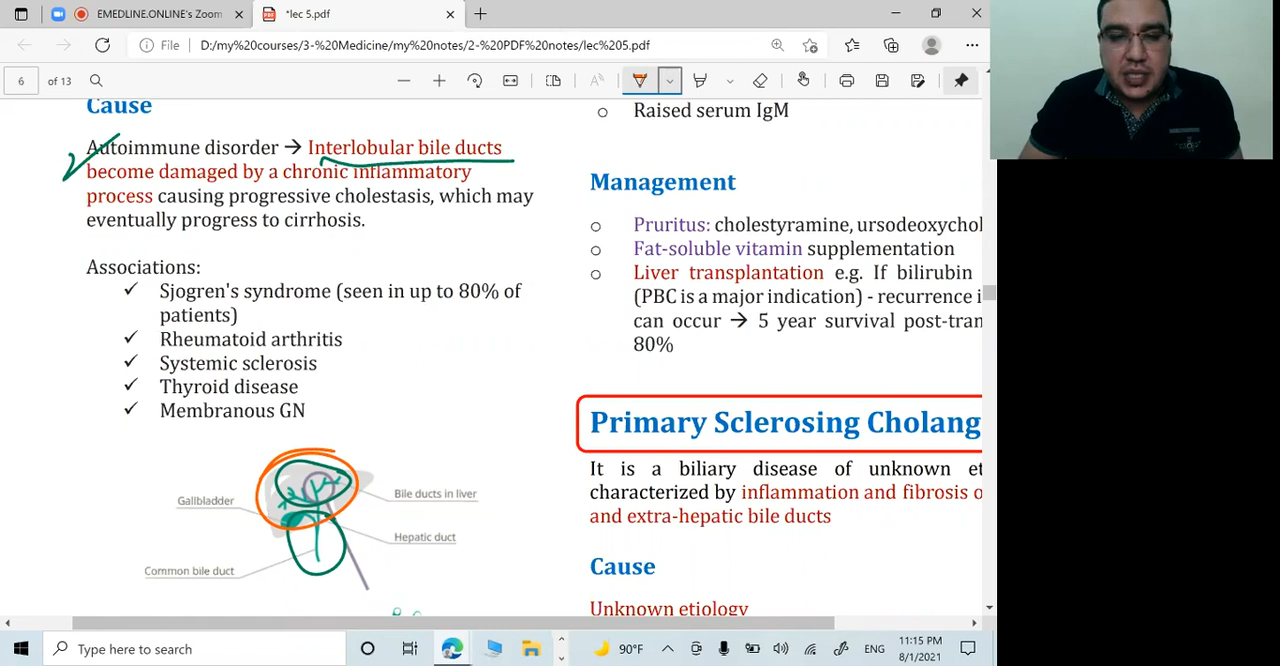 EMEDLINE.ONLINE's Zoom
*lec 5.pdf
File
D:/my%20courses/3-%20Medicine/my%20notes/2-%20PDF%20notes/lec%205.pdf
6 of 13
Cause
Autoimmune disorder → Interlobular bile ducts
become damaged by a chronic inflammatory
process causing progressive cholestasis, which may
eventually progress to cirrhosis.
Associations:
✓ Sjogren's syndrome (seen in up to 80% of
patients)
✓ Rheumatoid arthritis
✓ Systemic sclerosis
✓ Thyroid disease
✓ Membranous GN
Gallbladder
Bile ducts in liver
Hepatic duct
Common bile duct
o Raised serum IgM
Management
o Pruritus: cholestyramine, ursodeoxychol
o Fat-soluble vitamin supplementation
o Liver transplantation e.g. If bilirubin
(PBC is a major indication) - recurrence i
can occur → 5 year survival post-tran
80%
Primary Sclerosing Cholang
It is a biliary disease of unknown et
characterized by inflammation and fibrosis o
and extra-hepatic bile ducts
Cause
Unknown etiology
Type here to search
90°F
ENG
11:15 PM
8/1/2021